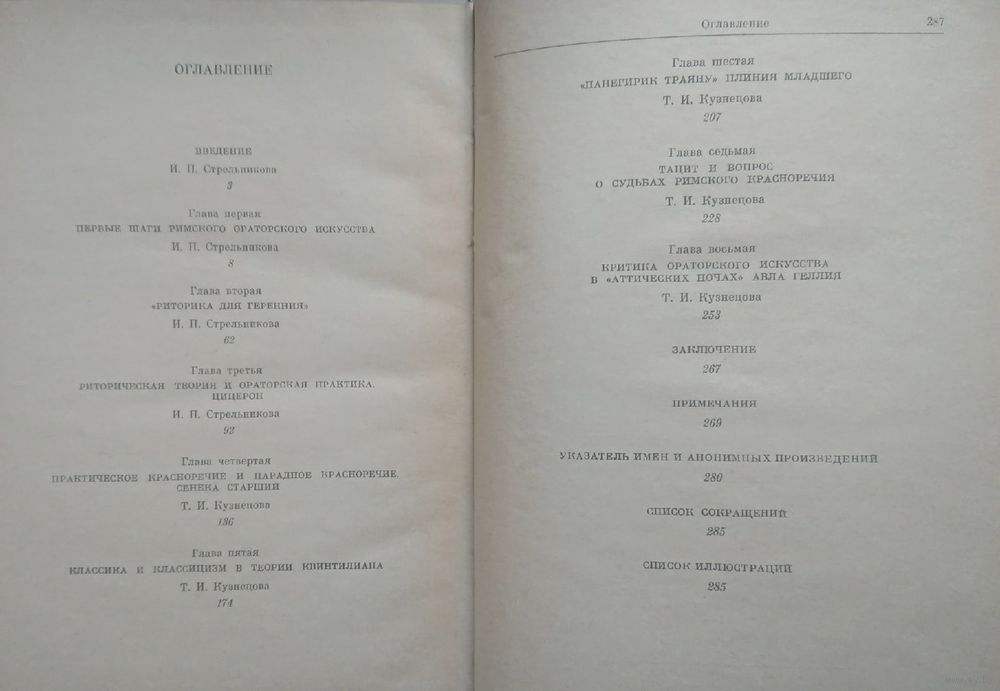 ОГЛАВЛЕНИЕ
ВВЕДЕНИЕ
И. П. Стрельникова
3
Глава первая
ПЕРВЫЕ ШАГИ РИМСКОГО ОРАТОРСКОГО ИСКУССТВА
И. П. Стрельникова
8
Глава вторая
«РИТОРИКА ДЛЯ ГЕРЕННИЯ»
И. П. Стрельникова
62
Глава третья
РИТОРИЧЕСКАЯ ТЕОРИЯ И ОРАТОРСКАЯ ПРАКТИКА.
ЦИЦЕРОН
И. П. Стрельникова
92
Глава четвертая
ПРАКТИЧЕСКОЕ КРАСНОРЕЧИЕ И ПАРАДНОЕ КРАСНОРЕЧИЕ.
СЕНЕКА СТАРШИЙ
Т. И. Кузнецова
136
Глава пятая
КЛАССИКА И КЛАССИЦИЗМ В ТЕОРИИ КВИНТИЛИАНА
Т. И. Кузнецова
174
Оглавление 287
Глава шестая
«ПАНЕГИРИК ТРАЯНУ» ПЛИНИЯ МЛАДШЕГО
Т. И. Кузнецова
207
Глава седьмая
ТАЦИТ И ВОПРОС
О СУДЬБАХ РИМСКОГО КРАСНОРЕЧИЯ
Т. И. Кузнецова
228
Глава восьмая
КРИТИКА ОРАТОРСКОГО ИСКУССТВА
В «АТТИЧЕСКИХ НОЧАХ» АВЛА ГЕЛЛИЯ
Т. И. Кузнецова
253
ЗАКЛЮЧЕНИЕ
267
ПРИМЕЧАНИЯ
269
УКАЗАТЕЛЬ ИМЕН И АНОНИМНЫХ ПРОИЗВЕДЕНИЙ
280
СПИСОК СОКРАЩЕНИЙ
285
СПИСОК ИЛЛЮСТРАЦИЙ
285